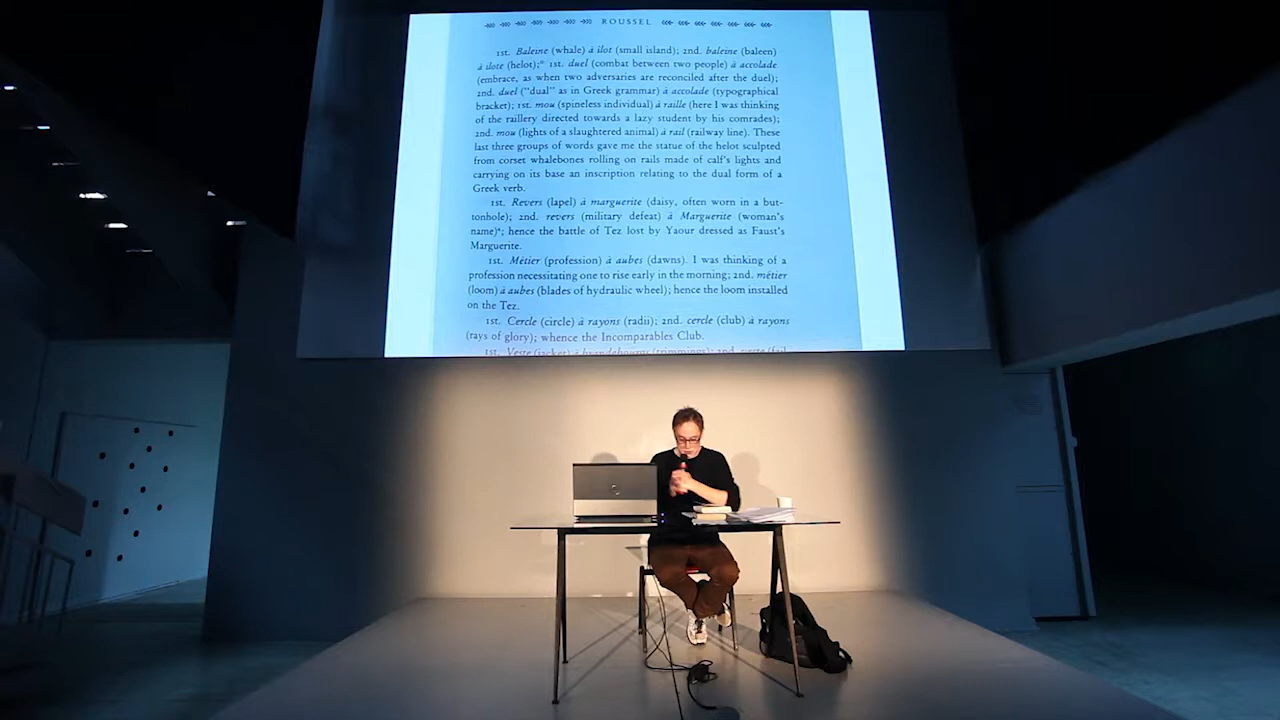 ROUSSEL
1st. Baleine (whale) à ilot (small island); 2nd. baleine (baleen)
à ilote (helot);* 1st. duel (combat between two people) à accolade
(embrace, as when two adversaries are reconciled after the duel);
2nd. duel ("dual" as in Greek grammar) à accolade (typographical
bracket); 1st. mou (spineless individual) à raille (here I was thinking
of the raillery directed towards a lazy student by his comrades);
2nd. mou (lights of a slaughtered animal) à rail (railway line). These
last three groups of words gave me the statue of the helot sculpted
from corset whalebones rolling on rails made of calf's lights and
carrying on its base an inscription relating to the dual form of a
Greek verb.
1st. Revers (lapel) à marguerite (daisy, often worn in a but-
tonhole); 2nd. revers (military defeat) à Marguerite (woman's
name)*; hence the battle of Tez lost by Yaour dressed as Faust's
Marguerite.
1st. Métier (profession) à aubes (dawns). I was thinking of a
profession necessitating one to rise early in the morning; 2nd. métier
(loom) à aubes (blades of hydraulic wheel); hence the loom installed
on the Tez.
1st. Cercle (circle) à rayons (radii); 2nd. cercle (club) à rayons
(rays of glory); whence the Incomparables Club.
1st. Veste (jacket) à brandebourgs (trimmings); 2nd. veste (fail